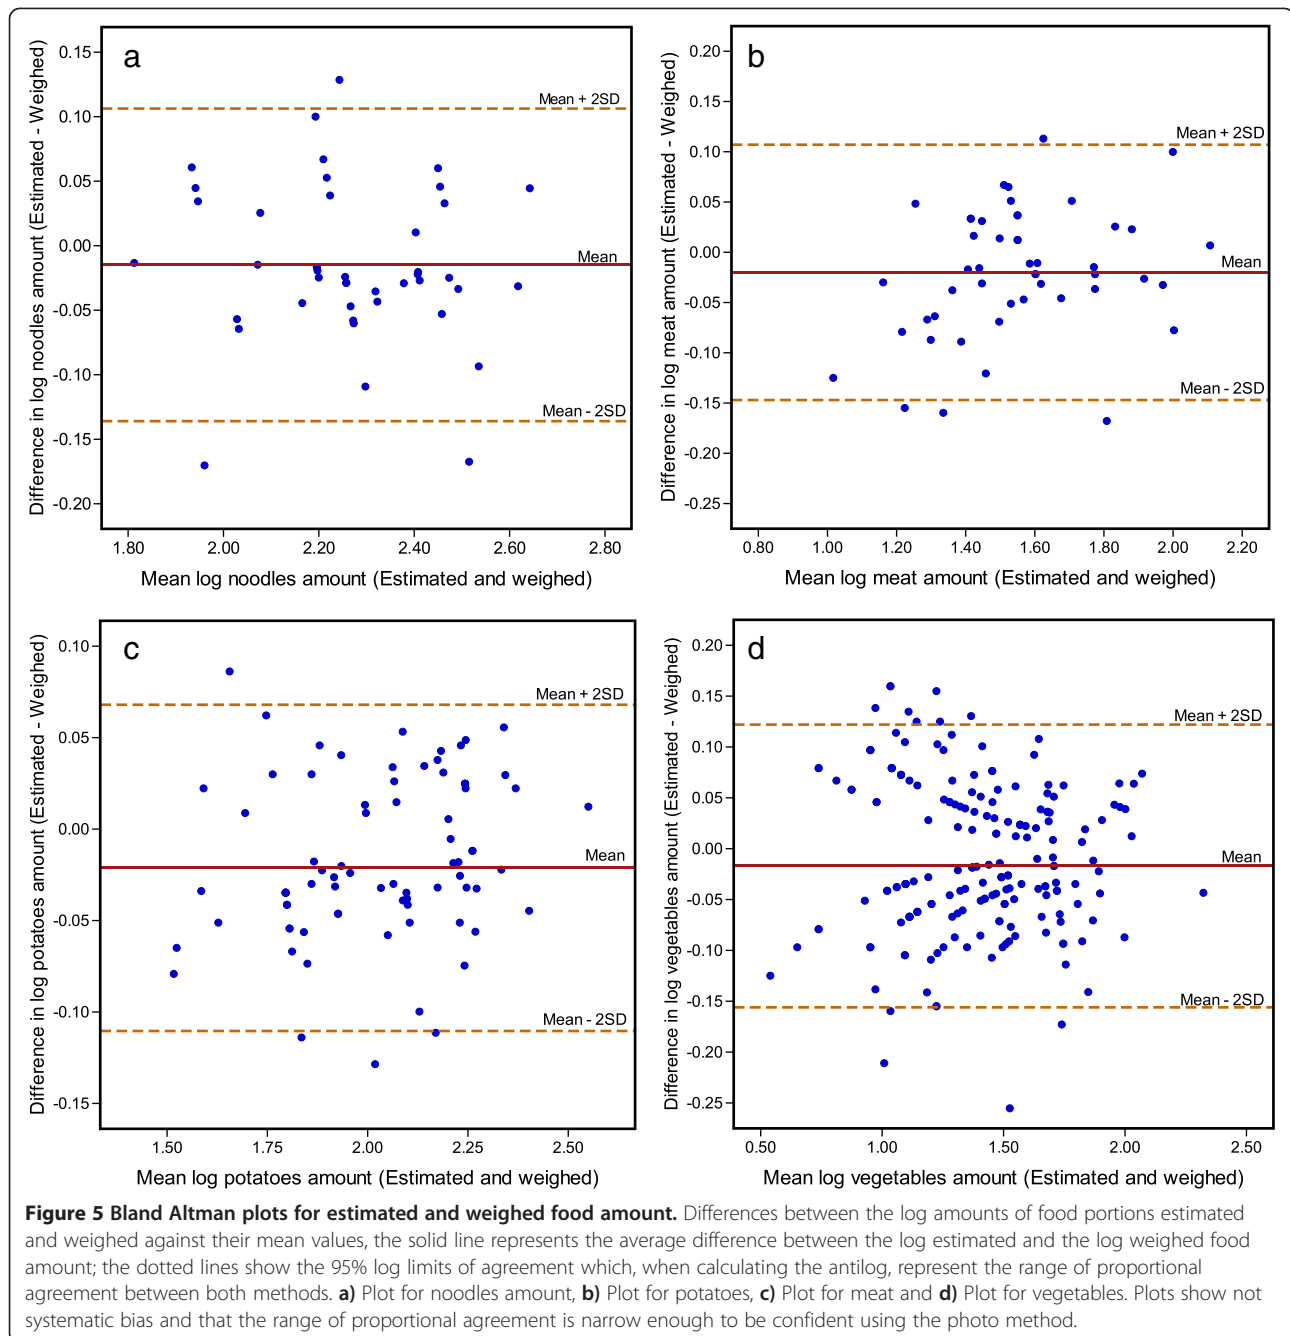 a
0.15
0.10
0.05
0.00
-0.05
-0.10
-0.15
-0.20
Difference in log noodles amount (Estimated - Weighed)
Mean + 2SD
Mean
Mean - 2SD
1.80 2.00 2.20 2.40 2.60 2.80
Mean log noodles amount (Estimated and weighed)
b
0.20
0.15
0.10
0.05
0.00
-0.05
-0.10
-0.15
-0.20
-0.25
Difference in log meat amount (Estimated - Weighed)
Mean + 2SD
Mean
Mean - 2SD
0.80 1.00 1.20 1.40 1.60 1.80 2.00 2.20
Mean log meat amount (Estimated and weighed)
c
0.10
0.05
0.00
-0.05
-0.10
-0.15
Difference in log potatoes amount (Estimated - Weighed)
Mean + 2SD
Mean
Mean - 2SD
1.50 1.75 2.00 2.25 2.50
Mean log potatoes amount (Estimated and weighed)
d
0.20
0.15
0.10
0.05
0.00
-0.05
-0.10
-0.15
-0.20
-0.25
Difference in log vegetables amount (Estimated - Weighed)
Mean + 2SD
Mean
Mean - 2SD
0.50 1.00 1.50 2.00 2.50
Mean log vegetables amount (Estimated and weighed)
Figure 5 Bland Altman plots for estimated and weighed food amount. Differences between the log amounts of food portions estimated
and weighed against their mean values, the solid line represents the average difference between the log estimated and the log weighed food
amount; the dotted lines show the 95% log limits of agreement which, when calculating the antilog, represent the range of proportional
agreement between both methods. a) Plot for noodles amount, b) Plot for potatoes, c) Plot for meat and d) Plot for vegetables. Plots show not
systematic bias and that the range of proportional agreement is narrow enough to be confident using the photo method.